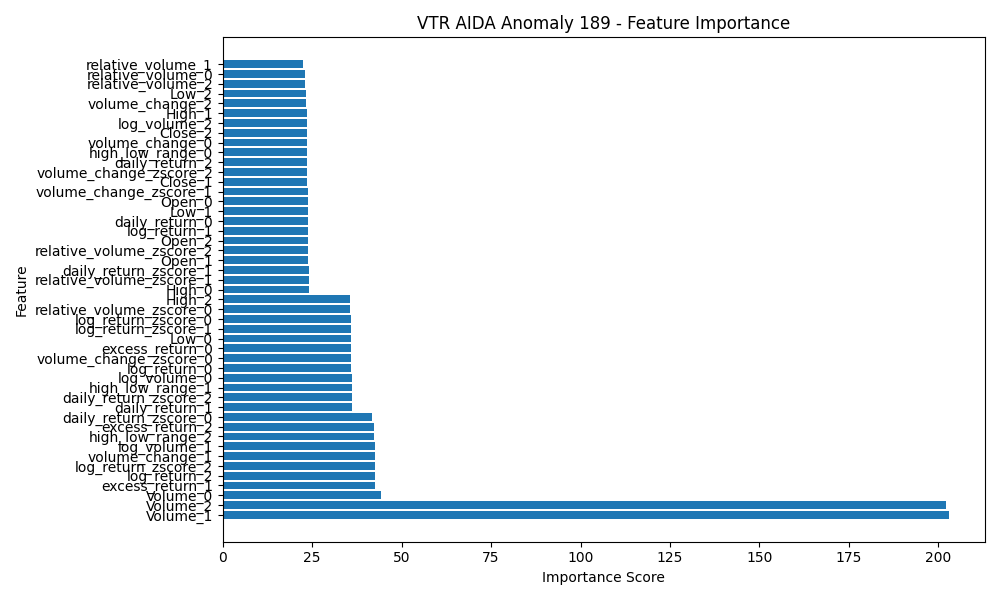 VTR AIDA Anomaly 189 - Feature Importance
relative_volume_1
relative_volume_0
relative_volume_2
Low_2
volume_change_2
High_1
log_volume_2
Close_2
volume_change_0
high_low_range_0
daily_return_2
volume_change_zscore_2
Close_1
volume_change_zscore_1
Open_0
Low_1
daily_return_0
log_return_1
Open_2
relative_volume_zscore_2
Open_1
daily_return_zscore_1
relative_volume_zscore_1
High_0
High_2
relative_volume_zscore_0
log_return_zscore_0
log_return_zscore_1
Low_0
excess_return_0
volume_change_zscore_0
log_return_0
log_volume_0
high_low_range_1
daily_return_zscore_2
daily_return_1
daily_return_zscore_0
excess_return_2
high_low_range_2
log_volume_1
volume_change_1
log_return_zscore_2
log_return_2
excess_return_1
Volume_0
Volume_2
Volume_1
Feature
0 25 50 75 100 125 150 175 200
Importance Score